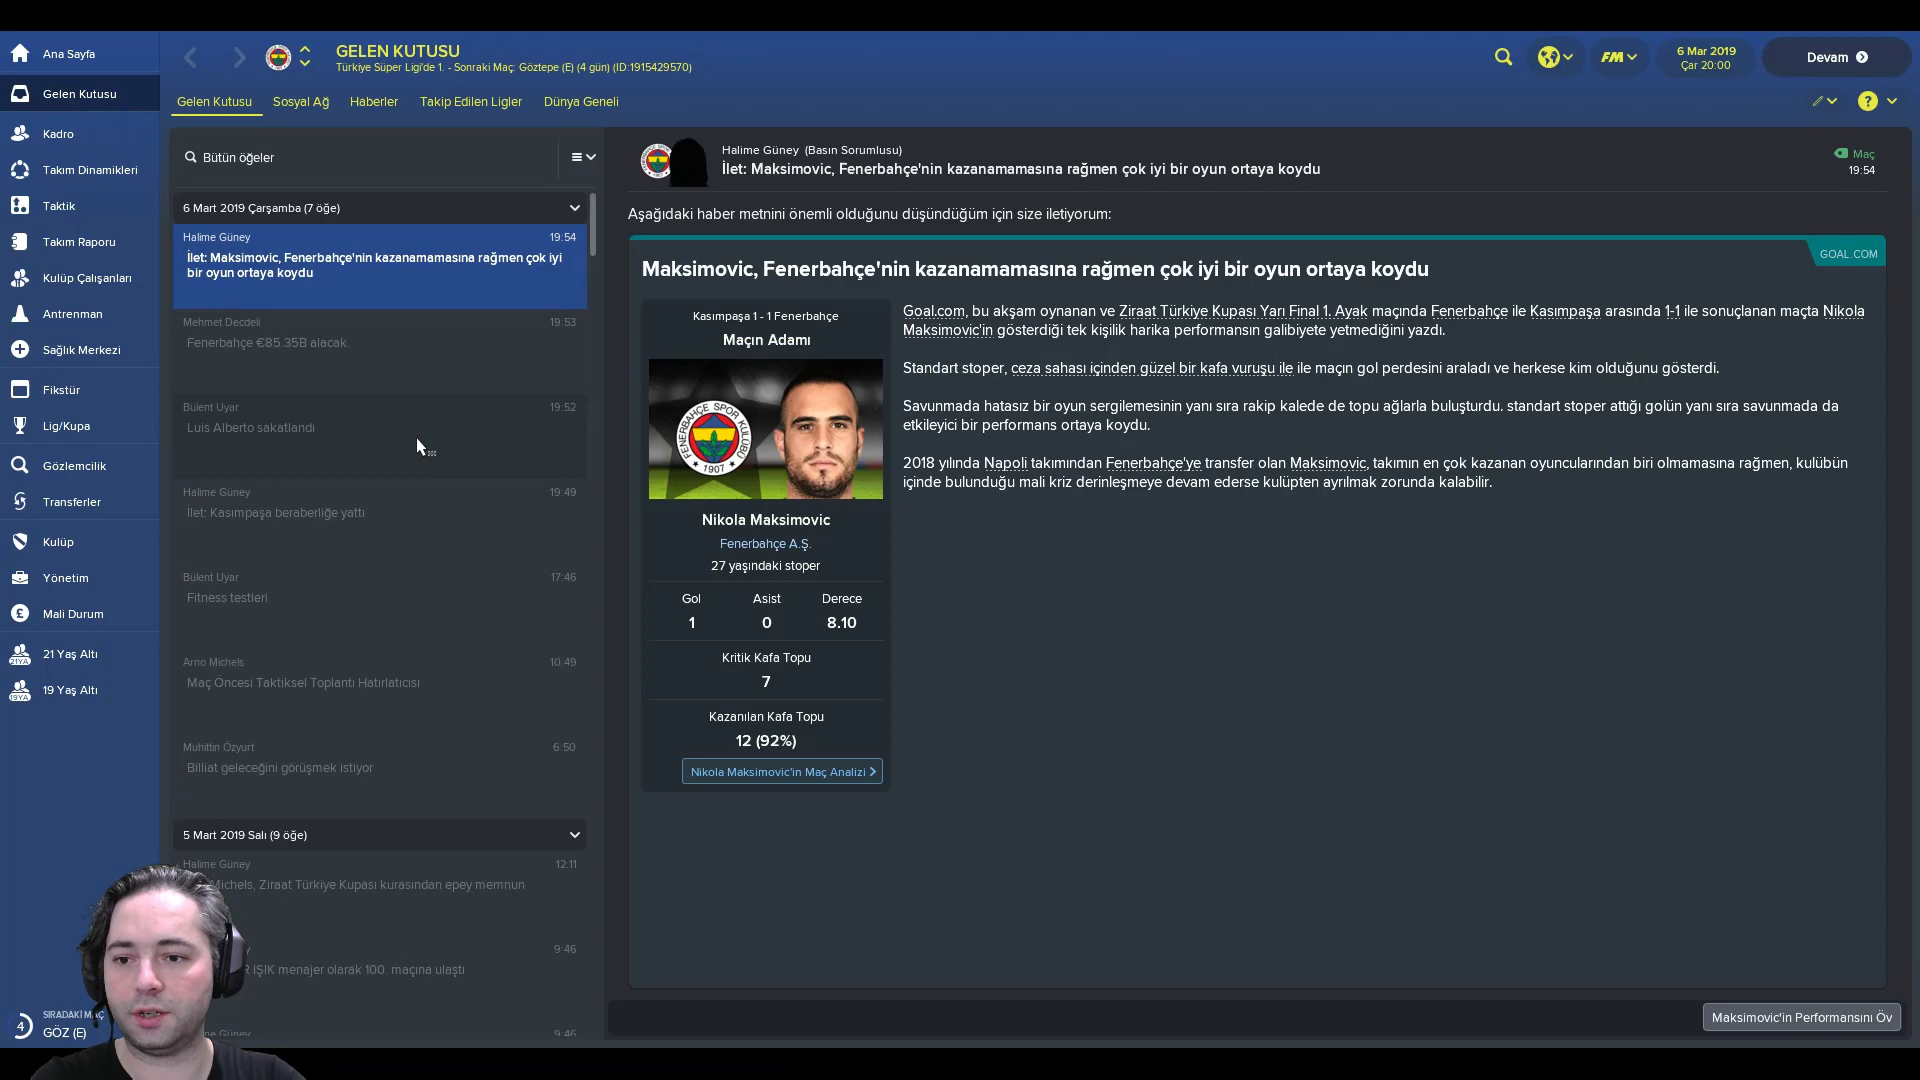 Ana Sayfa
Gelen Kutusu
Kadro
Takım Dinamikleri
Taktik
Takım Raporu
Kulüp Çalışanları
Antrenman
Sağlık Merkezi
Fikstür
Lig/Kupa
Gözlemcilik
Transferler
Kulüp
Yönetim
Mali Durum
21YA
21 Yaş Altı
19YA
19 Yaş Altı
4
SIRADAKİ MAÇ
GÖZ (E)
GELEN KUTUSU
Türkiye Süper Ligi'de 1. - Sonraki Maç: Göztepe (E) (4 gün) (ID:1915429570)
FM
6 Mar 2019
Çar 20:00
Devam
Gelen Kutusu
Sosyal Ağ
Haberler
Takip Edilen Ligler
Dünya Geneli
?
Bütün öğeler
6 Mart 2019 Çarşamba (7 öğe)
Halime Güney 19:54
İlet: Maksimovic, Fenerbahçe'nin kazanamamasına rağmen çok iyi
bir oyun ortaya koydu
Mehmet Decdeli 19:53
Fenerbahçe €85.35B alacak.
Bülent Uyar 19:52
Luis Alberto sakatlandı
Halime Güney 19:49
İlet: Kasımpaşa beraberliğe yattı
Bülent Uyar 17:46
Fitness testleri
Arno Michels 10:49
Maç Öncesi Taktiksel Toplantı Hatırlatıcısı
Muhittin Özyurt 6:50
Billiat geleceğini görüşmek istiyor
5 Mart 2019 Salı (9 öğe)
Halime Güney 12:11
Michels, Ziraat Türkiye Kupası kurasından epey memnun
9:46
IŞIK menajer olarak 100. maçına ulaştı
Güney 9:46
Halime Güney (Basın Sorumlusu)
İlet: Maksimovic, Fenerbahçe'nin kazanamamasına rağmen çok iyi bir oyun ortaya koydu
Maç
19:54
Aşağıdaki haber metnini önemli olduğunu düşündüğüm için size iletiyorum:
GOAL.COM
Maksimovic, Fenerbahçe'nin kazanamamasına rağmen çok iyi bir oyun ortaya koydu
Kasımpaşa 1 - 1 Fenerbahçe
Maçın Adamı
FENERBAHÇE SPOR KULÜBÜ
1907
Nikola Maksimovic
Fenerbahçe A.Ş.
27 yaşındaki stoper
Gol Asist Derece
1 0 8.10
Kritik Kafa Topu
7
Kazanılan Kafa Topu
12 (92%)
Nikola Maksimovic'in Maç Analizi
Goal.com, bu akşam oynanan ve Ziraat Türkiye Kupası Yarı Final 1. Ayak maçında Fenerbahçe ile Kasımpaşa arasında 1-1 ile sonuçlanan maçta Nikola
Maksimovic'in gösterdiği tek kişilik harika performansın galibiyete yetmediğini yazdı.
Standart stoper, ceza sahası içinden güzel bir kafa vuruşu ile ile maçın gol perdesini araladı ve herkese kim olduğunu gösterdi.
Savunmada hatasız bir oyun sergilemesinin yanı sıra rakip kalede de topu ağlarla buluşturdu. standart stoper attığı golün yanı sıra savunmada da
etkileyici bir performans ortaya koydu.
2018 yılında Napoli takımından Fenerbahçe'ye transfer olan Maksimovic, takımın en çok kazanan oyuncularından biri olmamasına rağmen, kulübün
içinde bulunduğu mali kriz derinleşmeye devam ederse kulüpten ayrılmak zorunda kalabilir.
Maksimovic'in Performansını Öv